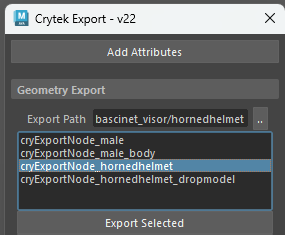 Crytek Export - v22
Add Attributes
Geometry Export
Export Path bascinet_visor/hornedhelmet ..
cryExportNode_male
cryExportNode_male_body
cryExportNode_hornedhelmet
cryExportNode_hornedhelmet_dropmodel
Export Selected